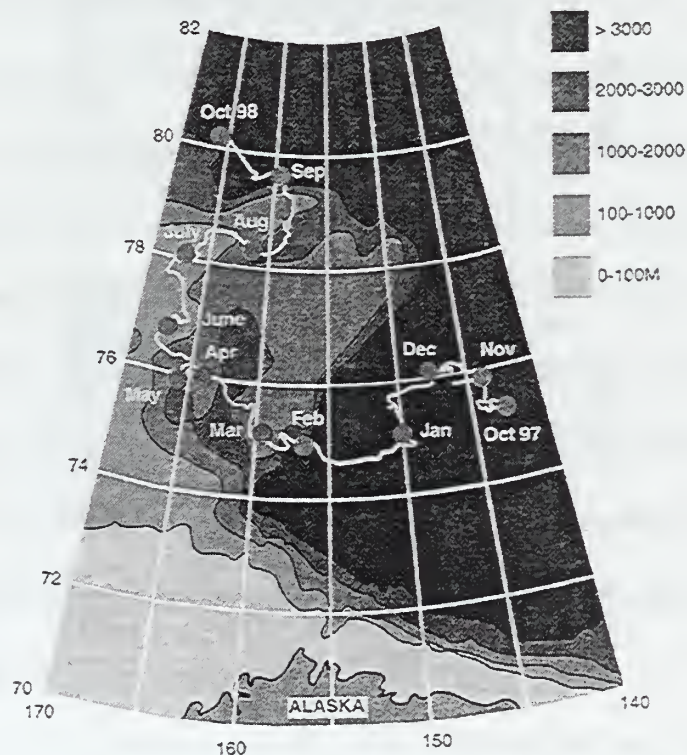 82
> 3000
2000-3000
1000-2000
100-1000
0-100M
Oct 98
80
Sep
Aug
July
78
June
Apr
76
May
Dec
Nov
Mar
Feb
Jan
Oct 97
74
72
70
170
ALASKA
160
150
140